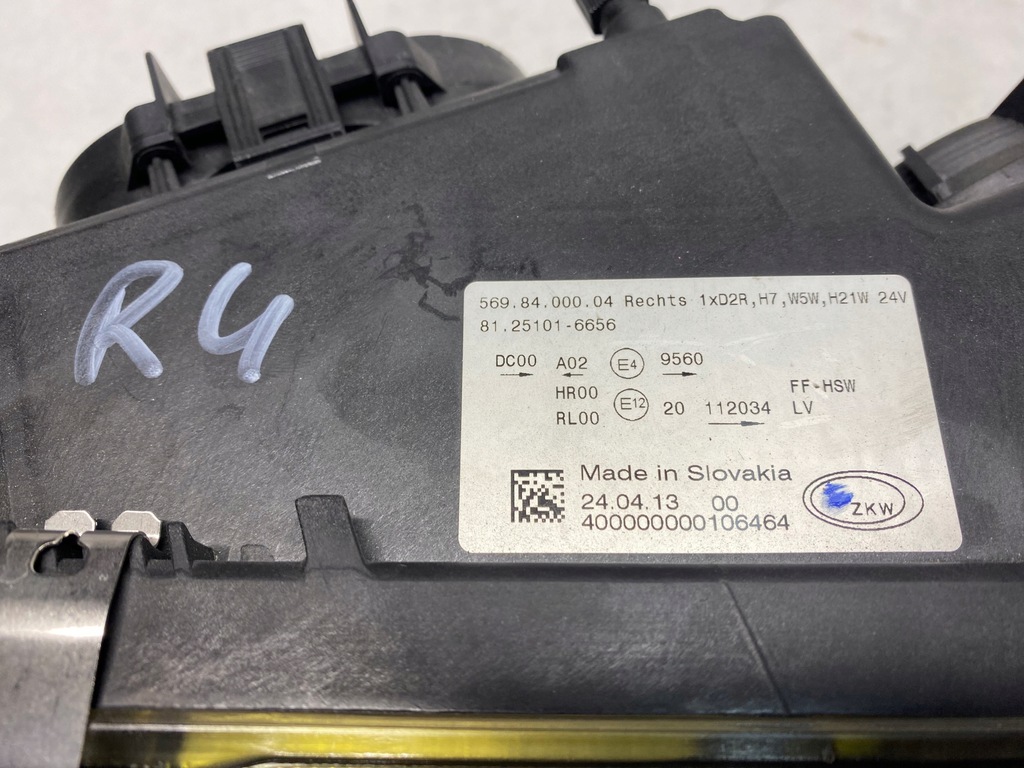 R4
569.84.000.04 Rechts 1xD2R,H7,W5W,H21W 24V
81.25101-6656
DC00 A02 E4 9560
HR00 FF-HSW
RL00 E12 20 112034 LV
Made in Slovakia
24.04.13 00
400000000106464
ZKW